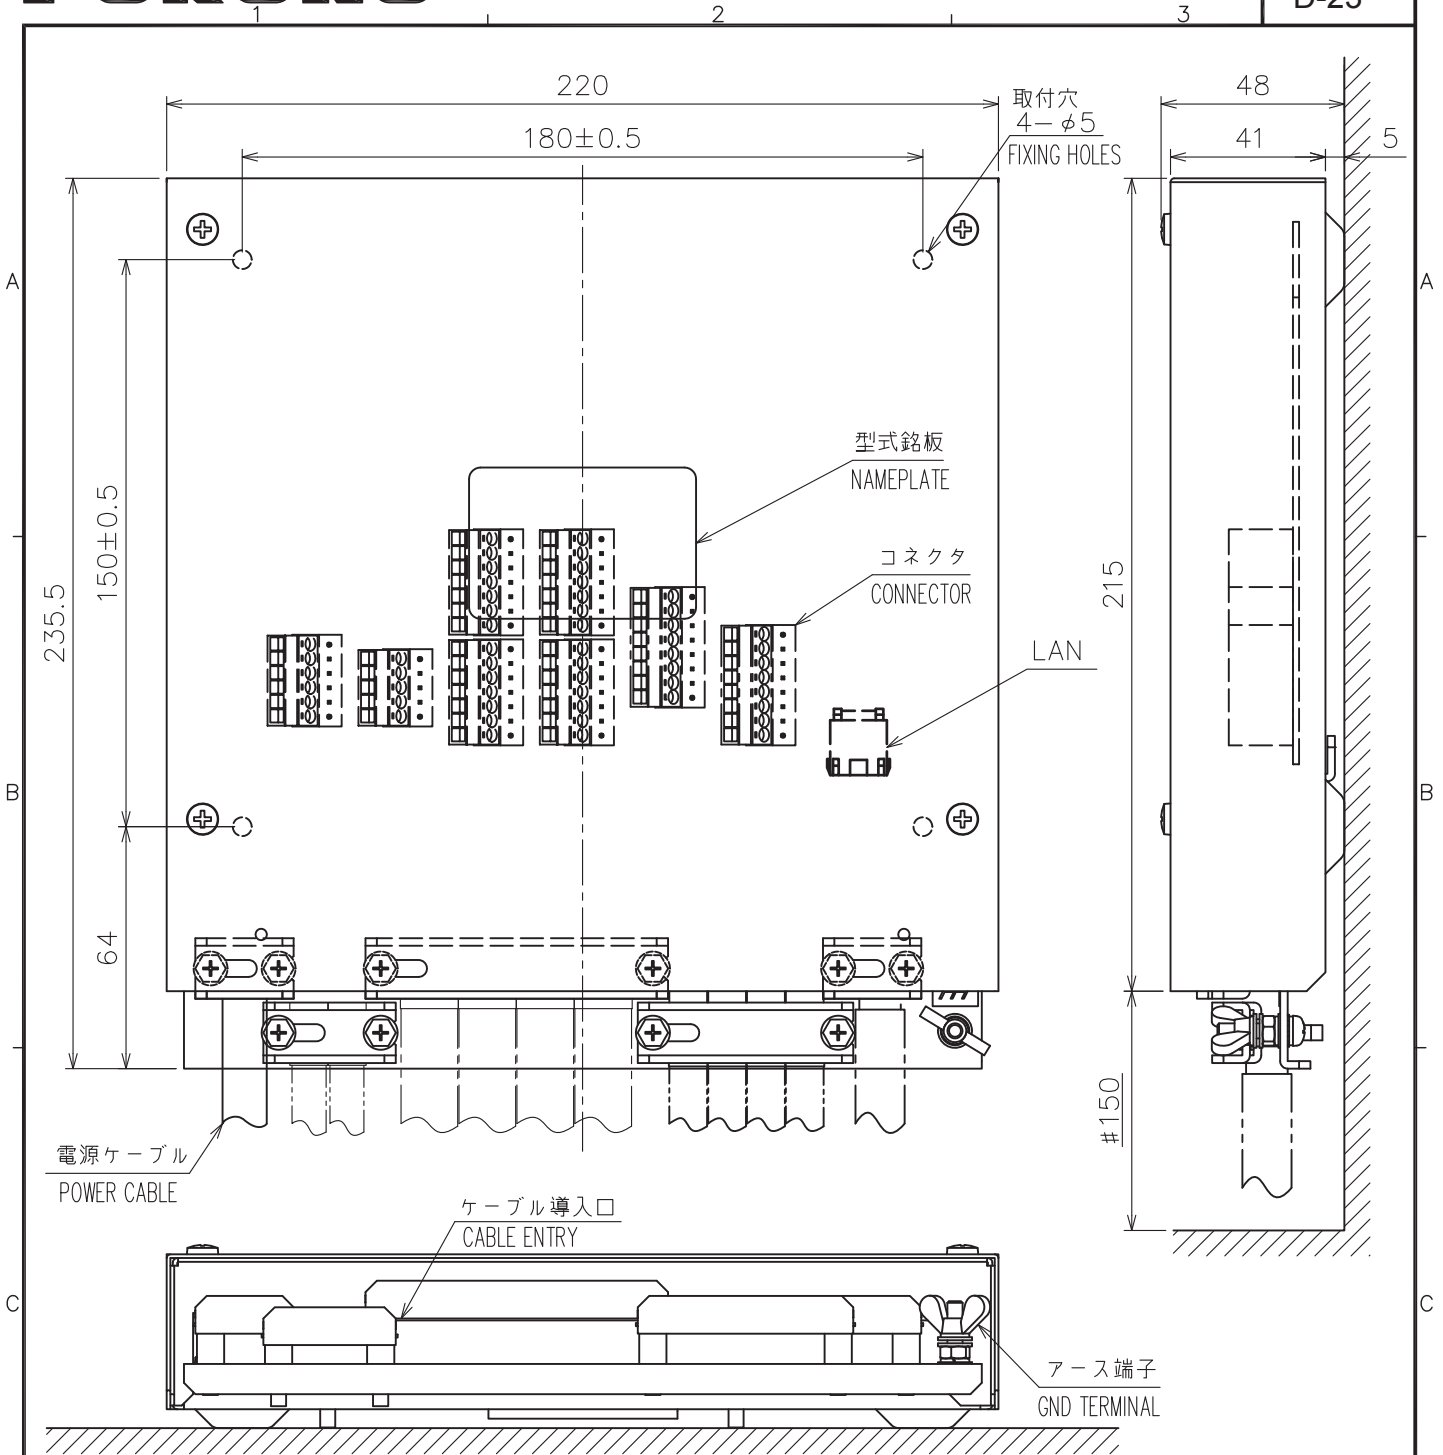 1
2
3
220
180±0.5
取付穴
4−φ5
FIXING HOLES
48
41
5
A
A
型式銘板
NAMEPLATE
150±0.5
コネクタ
CONNECTOR
235.5
215
LAN
B
B
64
#150
電源ケーブル
POWER CABLE
ケーブル導入口
CABLE ENTRY
C
C
アース端子
GND TERMINAL